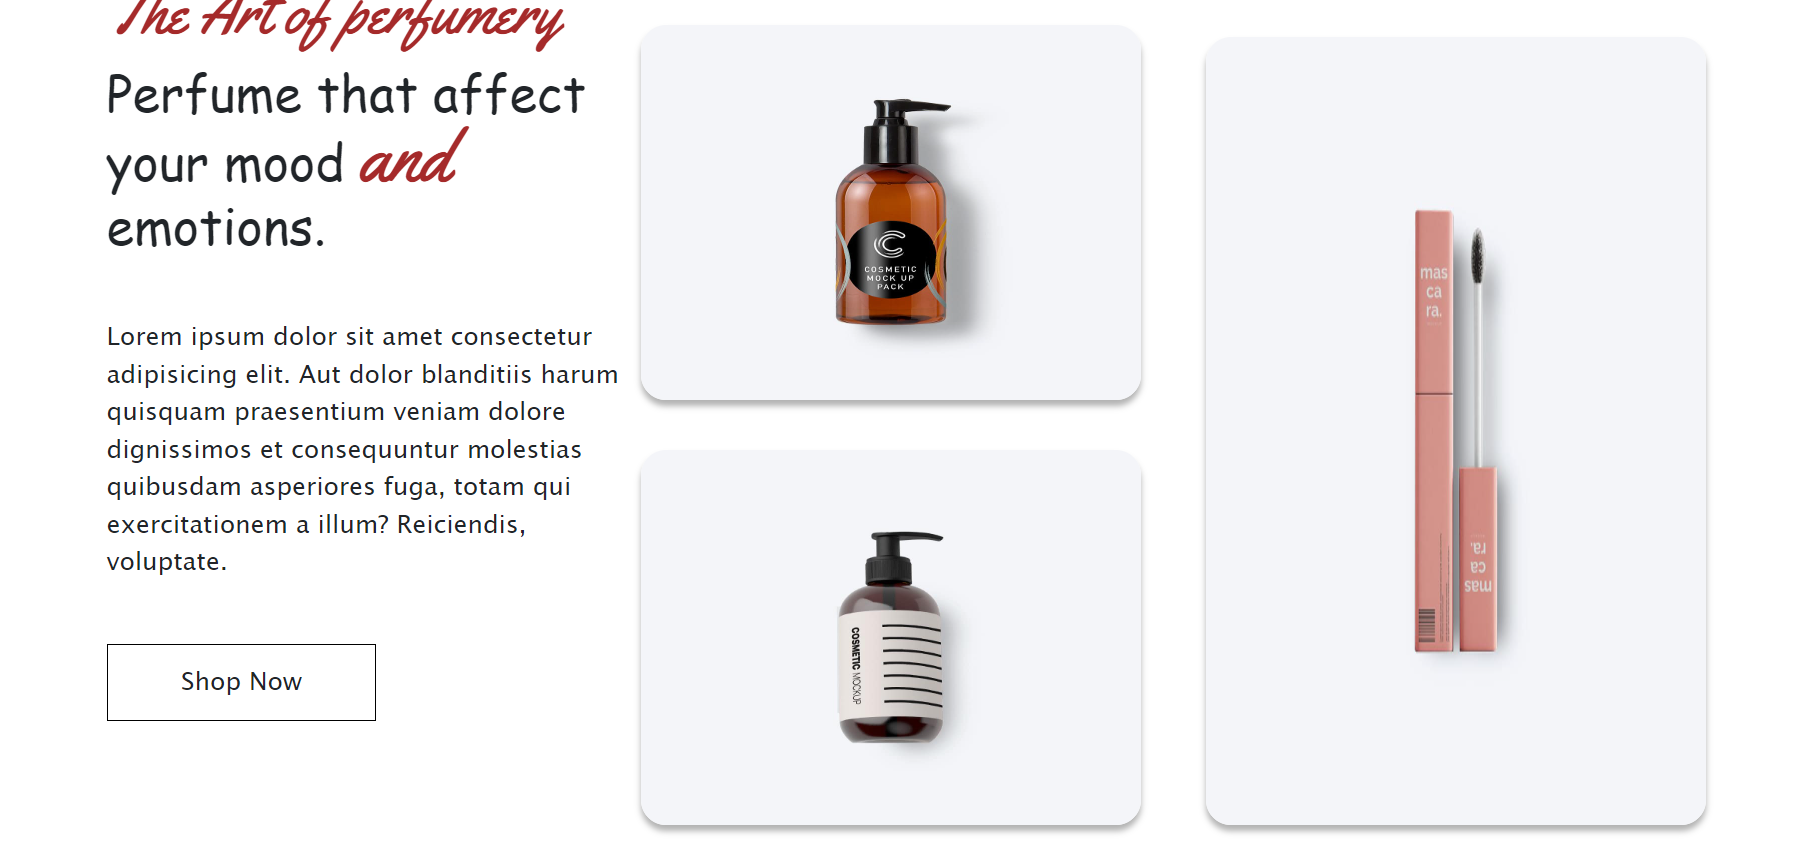 The Art of perfumery
Perfume that affect
your mood and
emotions.
Lorem ipsum dolor sit amet consectetur
adipisicing elit. Aut dolor blanditiis harum
quisquam praesentium veniam dolore
dignissimos et consequuntur molestias
quibusdam asperiores fuga, totam qui
exercitationem a illum? Reiciendis,
voluptate.
Shop Now
COSMETIC
MOCK UP
PACK
COSMETIC MOCKUP
mas
ca
ra.
mas
ca
ra.